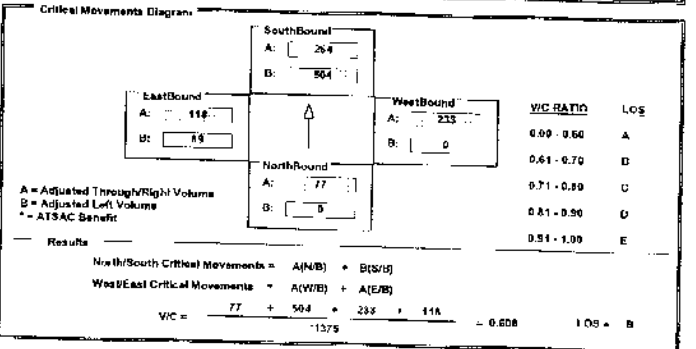 Critical Movements Diagram
SouthBound
A: 264
B: 504
EastBound
A: 118
B: 89
WestBound
A: 233
B: 0
NorthBound
A: 77
B: 0
V/C RATIO LOS
0.00 - 0.60 A
0.61 - 0.70 B
0.71 - 0.80 C
0.81 - 0.90 D
0.91 - 1.00 E
A = Adjusted Through/Right Volume
B = Adjusted Left Volume
* = ATSAC Benefit
Results
North/South Critical Movements = A(N/B) + B(S/B)
West/East Critical Movements = A(W/B) + A(E/B)
V/C = 77 + 504 + 233 + 118
1375
= 0.608 LOS = B